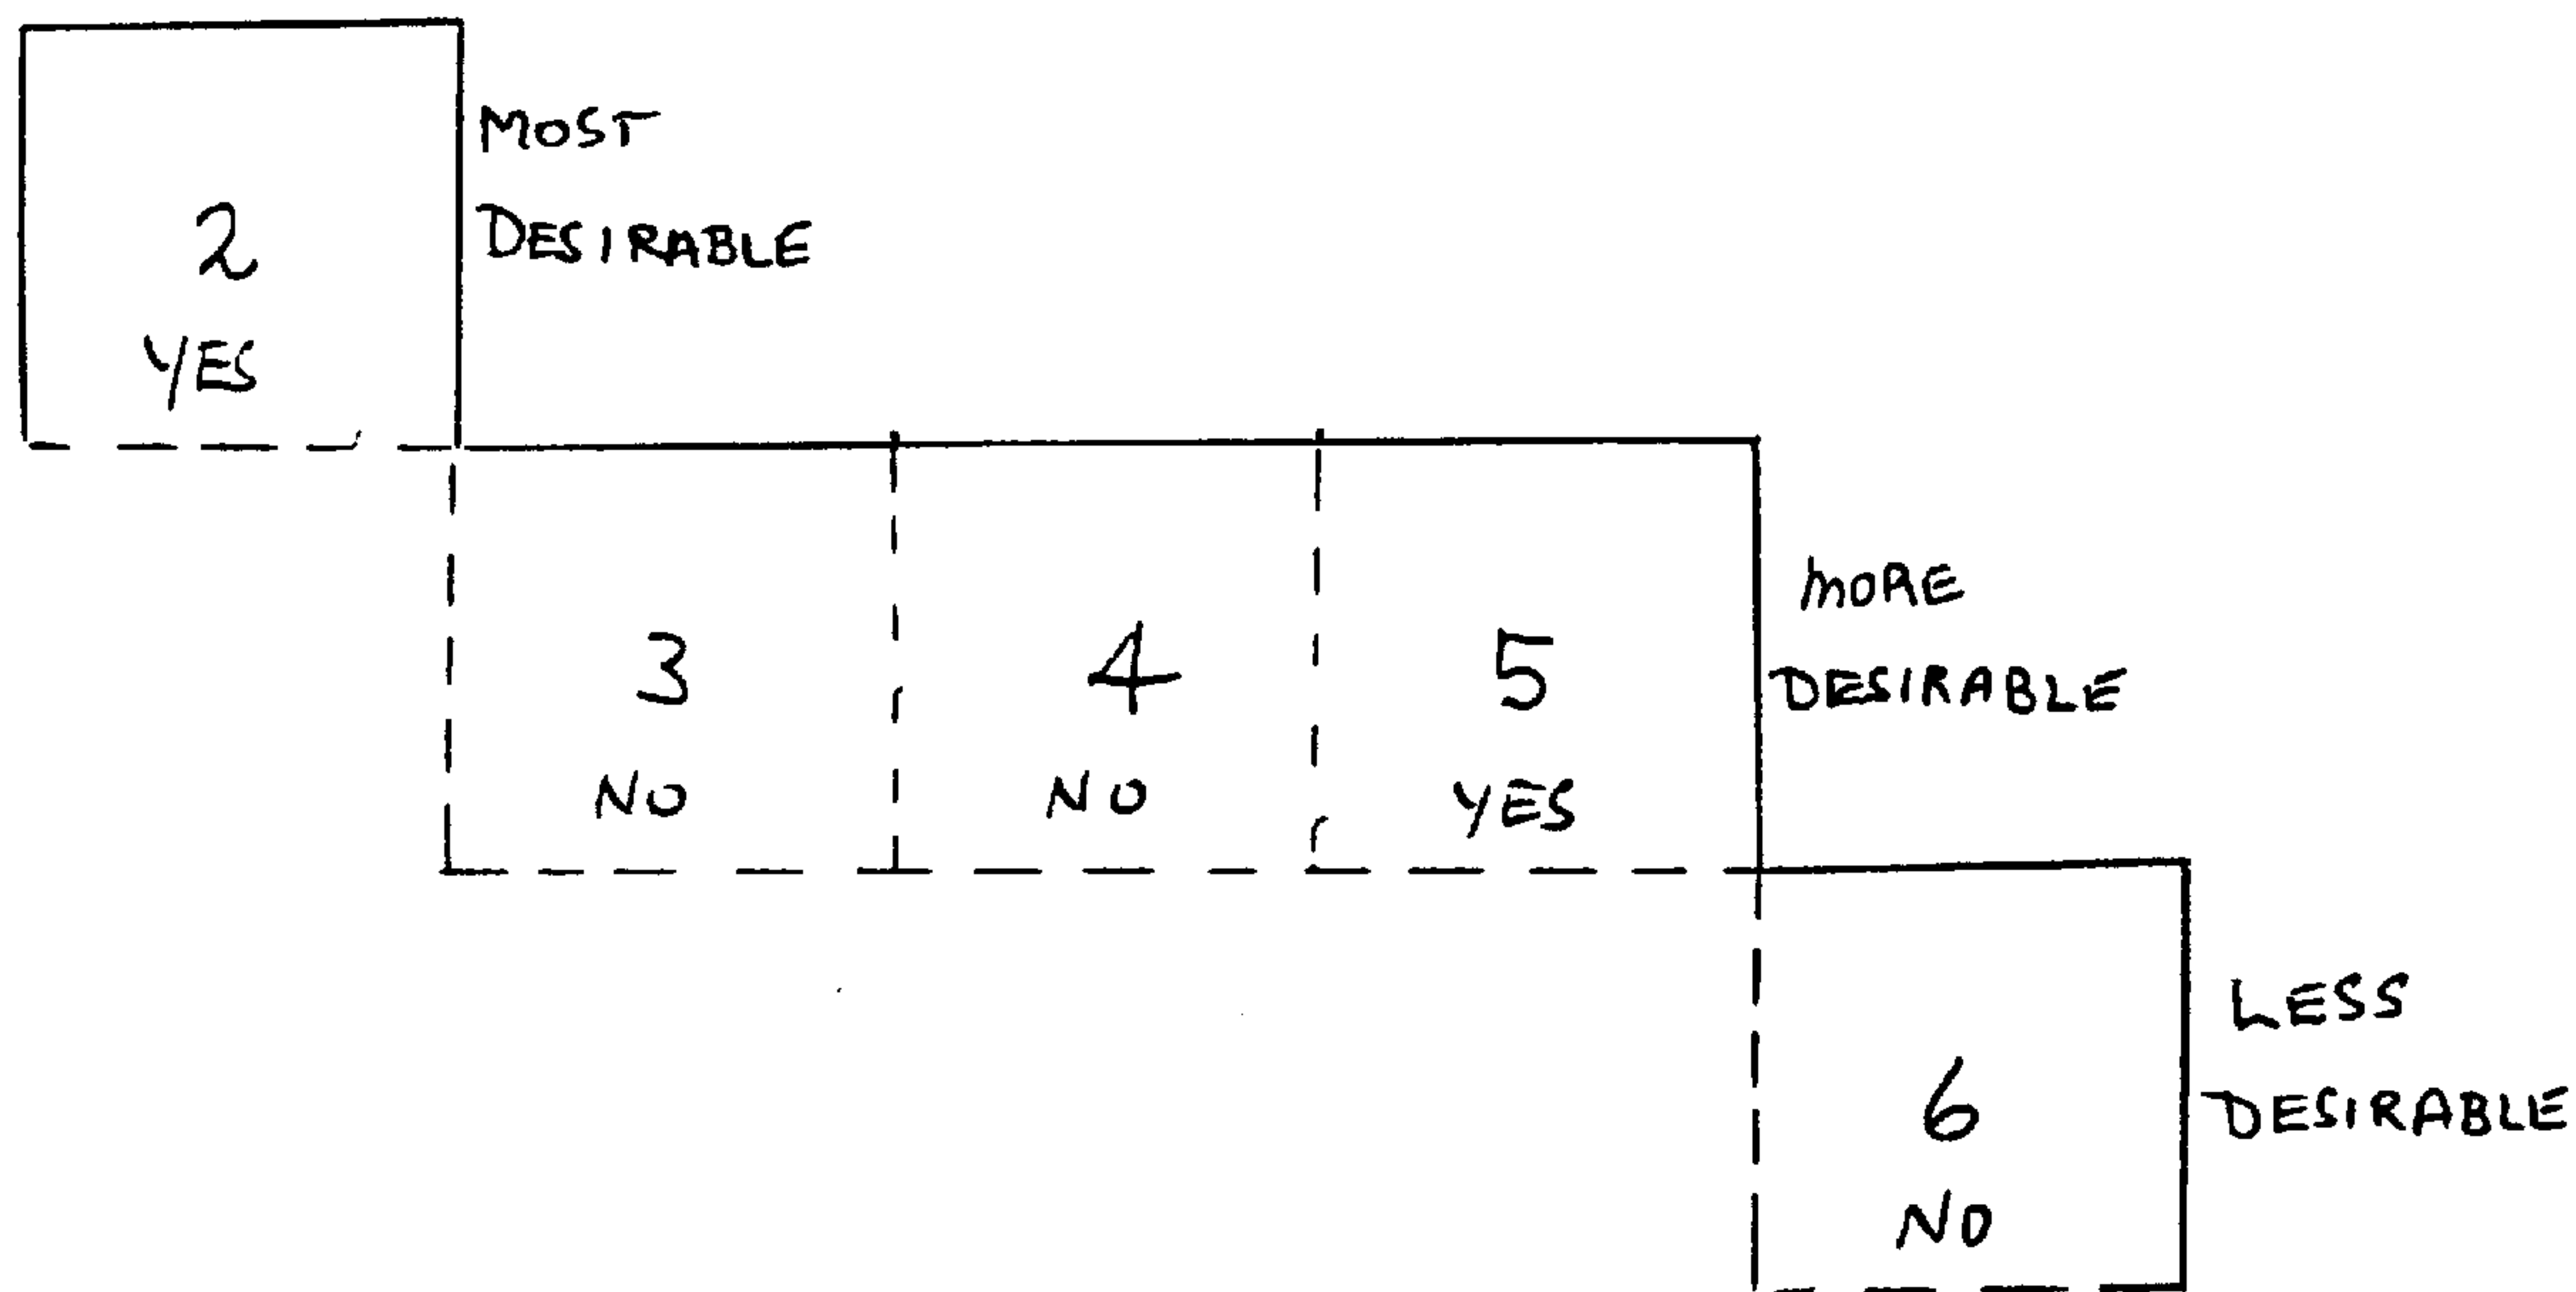 MOST
DESIRABLE
2
YES
MORE
DESIRABLE
3 4 5
NO NO YES
LESS
DESIRABLE
6
NO